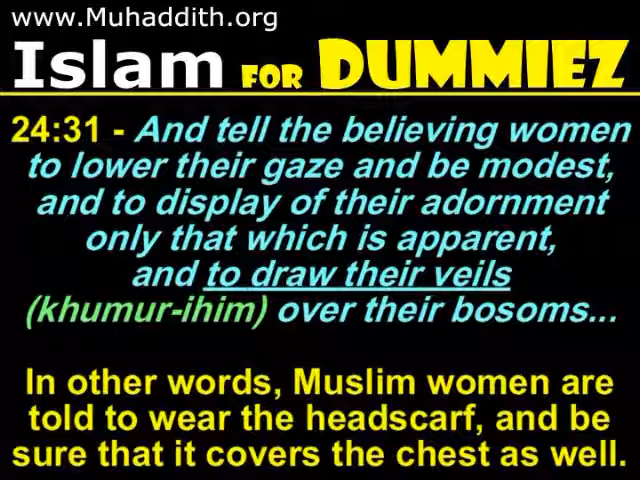 www.Muhaddith.org
Islam FOR DUMMIEZ
24:31 - And tell the believing women
to lower their gaze and be modest,
and to display of their adornment
only that which is apparent,
and to draw their veils
(khumur-ihim) over their bosoms...
In other words, Muslim women are
told to wear the headscarf, and be
sure that it covers the chest as well.